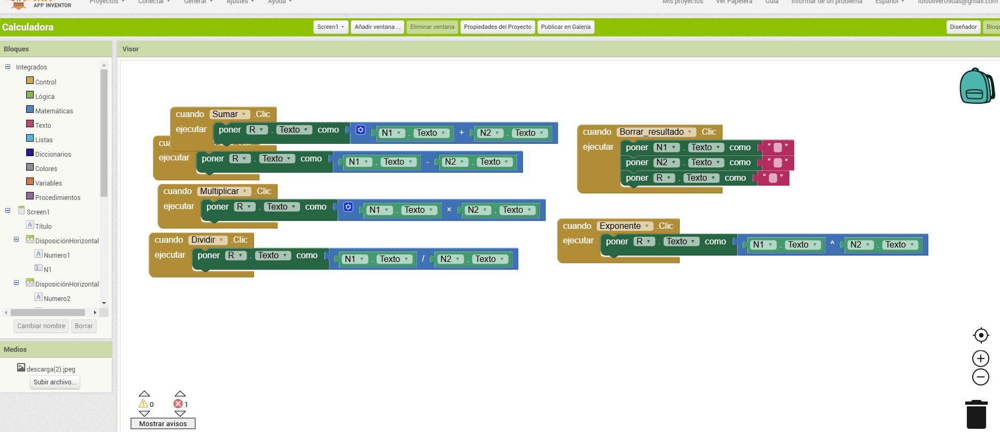 Proyectos Conectar General Ajustes Ayuda Mis proyectos Ver Papelera Guía Informar de un problema Español luisoliver09das@gmail.com
APP INVENTOR
Calculadora Screen1 Añadir ventana ... Eliminar ventana Propiedades del Proyecto Publicar en Galería Diseñador Bloqu
Bloques
Visor
Integrados
Control
Lógica
Matemáticas
Texto
Listas
Diccionarios
Colores
Variables
Procedimientos
Screen1
Título
DisposiciónHorizontal
Numero1
N1
DisposiciónHorizontal
Numero2
Cambiar nombre Borrar
Medios
descarga(2).jpeg
Subir archivo...
cuando Sumar .Clic
ejecutar poner R . Texto como N1 . Texto + N2 . Texto
cua
ejecutar poner R . Texto como N1 . Texto - N2 . Texto
cuando Multiplicar .Clic
ejecutar poner R . Texto como N1 . Texto × N2 . Texto
cuando Dividir .Clic
ejecutar poner R . Texto como N1 . Texto / N2 . Texto
cuando Borrar_resultado .Clic
ejecutar poner N1 . Texto como “ ”
poner N2 . Texto como “ ”
poner R . Texto como “ ”
cuando Exponente .Clic
ejecutar poner R . Texto como N1 . Texto ^ N2 . Texto
0 1
Mostrar avisos